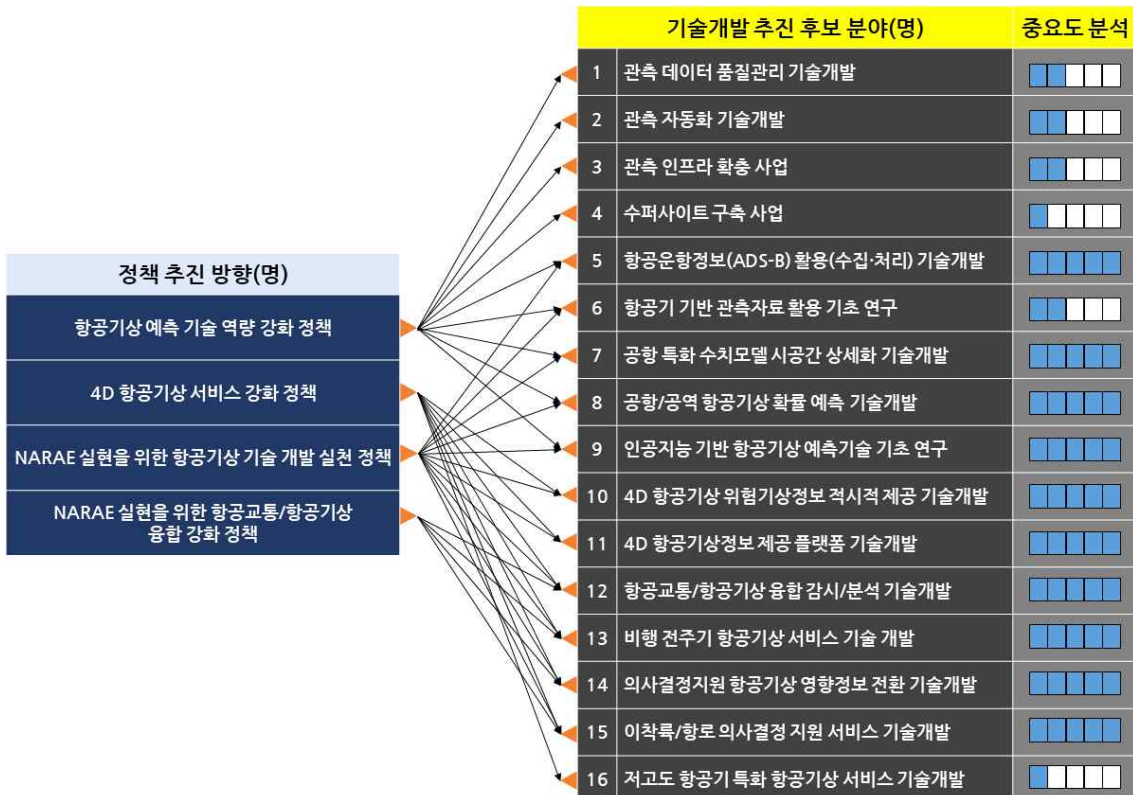 기술개발 추진 후보 분야(명) 중요도 분석
1 관측 데이터 품질관리 기술개발
2 관측 자동화 기술개발
3 관측 인프라 확충 사업
4 수퍼사이트 구축 사업
5 항공운항정보(ADS-B) 활용(수집·처리) 기술개발
6 항공기 기반 관측자료 활용 기초 연구
7 공항 특화 수치모델 시공간 상세화 기술개발
8 공항/공역 항공기상 확률 예측 기술개발
9 인공지능 기반 항공기상 예측기술 기초 연구
10 4D 항공기상 위험기상정보 적시적 제공 기술개발
11 4D 항공기상정보 제공 플랫폼 기술개발
12 항공교통/항공기상 융합 감시/분석 기술개발
13 비행 전주기 항공기상 서비스 기술 개발
14 의사결정지원 항공기상 영향정보 전환 기술개발
15 이착륙/항로 의사결정 지원 서비스 기술개발
16 저고도 항공기 특화 항공기상 서비스 기술개발
정책 추진 방향(명)
항공기상 예측 기술 역량 강화 정책
4D 항공기상 서비스 강화 정책
NARAE 실현을 위한 항공기상 기술 개발 실천 정책
NARAE 실현을 위한 항공교통/항공기상
융합 강화 정책